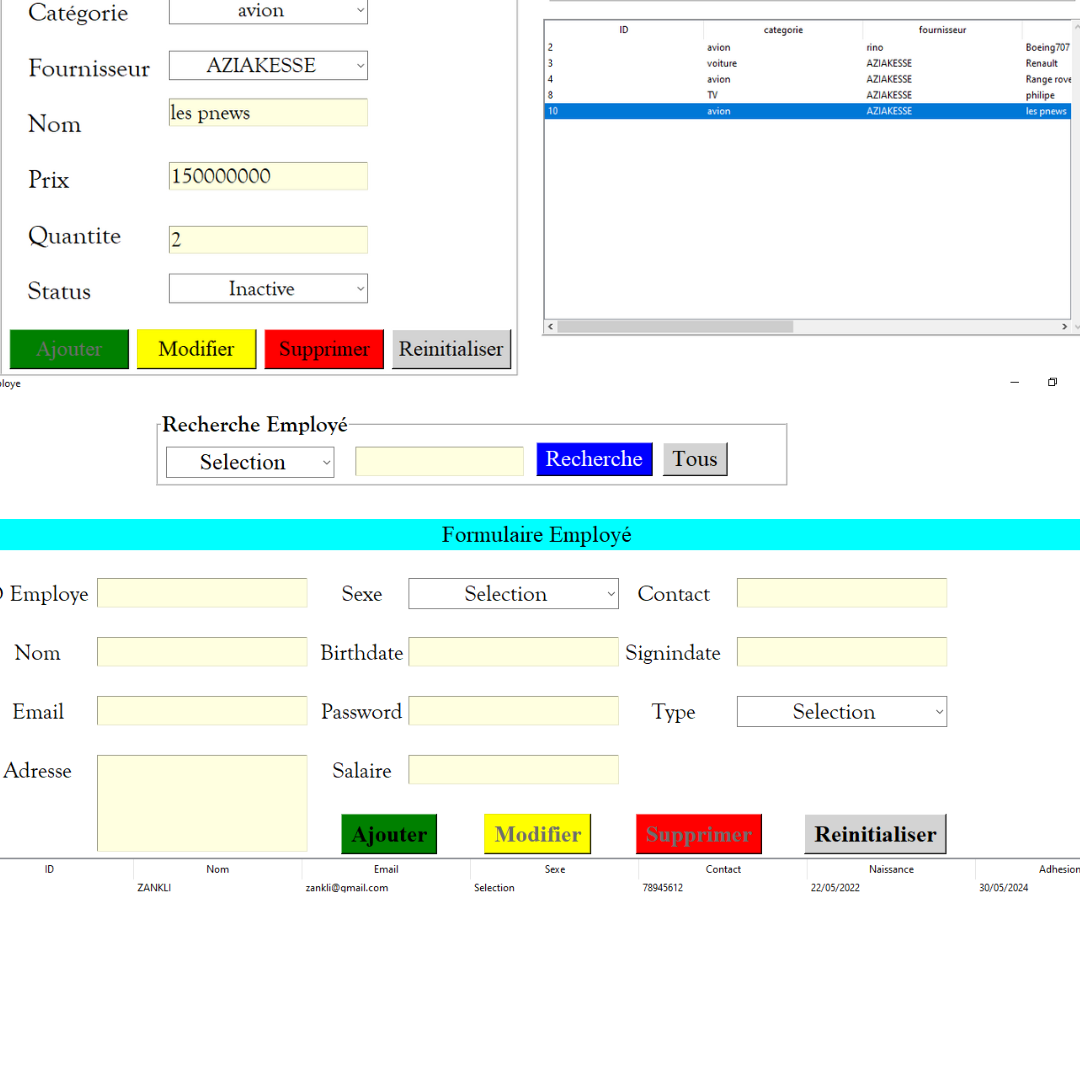 Catégorie avion
Fournisseur AZIAKESSE
Nom les pnews
Prix 150000000
Quantite 2
Status Inactive
Ajouter Modifier Supprimer Reinitialiser
ID categorie fournisseur
2 avion rino Boeing707
3 voiture AZIAKESSE Renault
4 avion AZIAKESSE Range rove
8 TV AZIAKESSE philipe
10 avion AZIAKESSE les pnews
ploye
Recherche Employé
Selection Recherche Tous
Formulaire Employé
Employe Sexe Selection Contact
Nom Birthdate Signindate
Email Password Type Selection
Adresse Salaire
Ajouter Modifier Supprimer Reinitialiser
ID Nom Email Sexe Contact Naissance Adhesion
ZANKLI zankli@gmail.com Selection 78945612 22/05/2022 30/05/2024